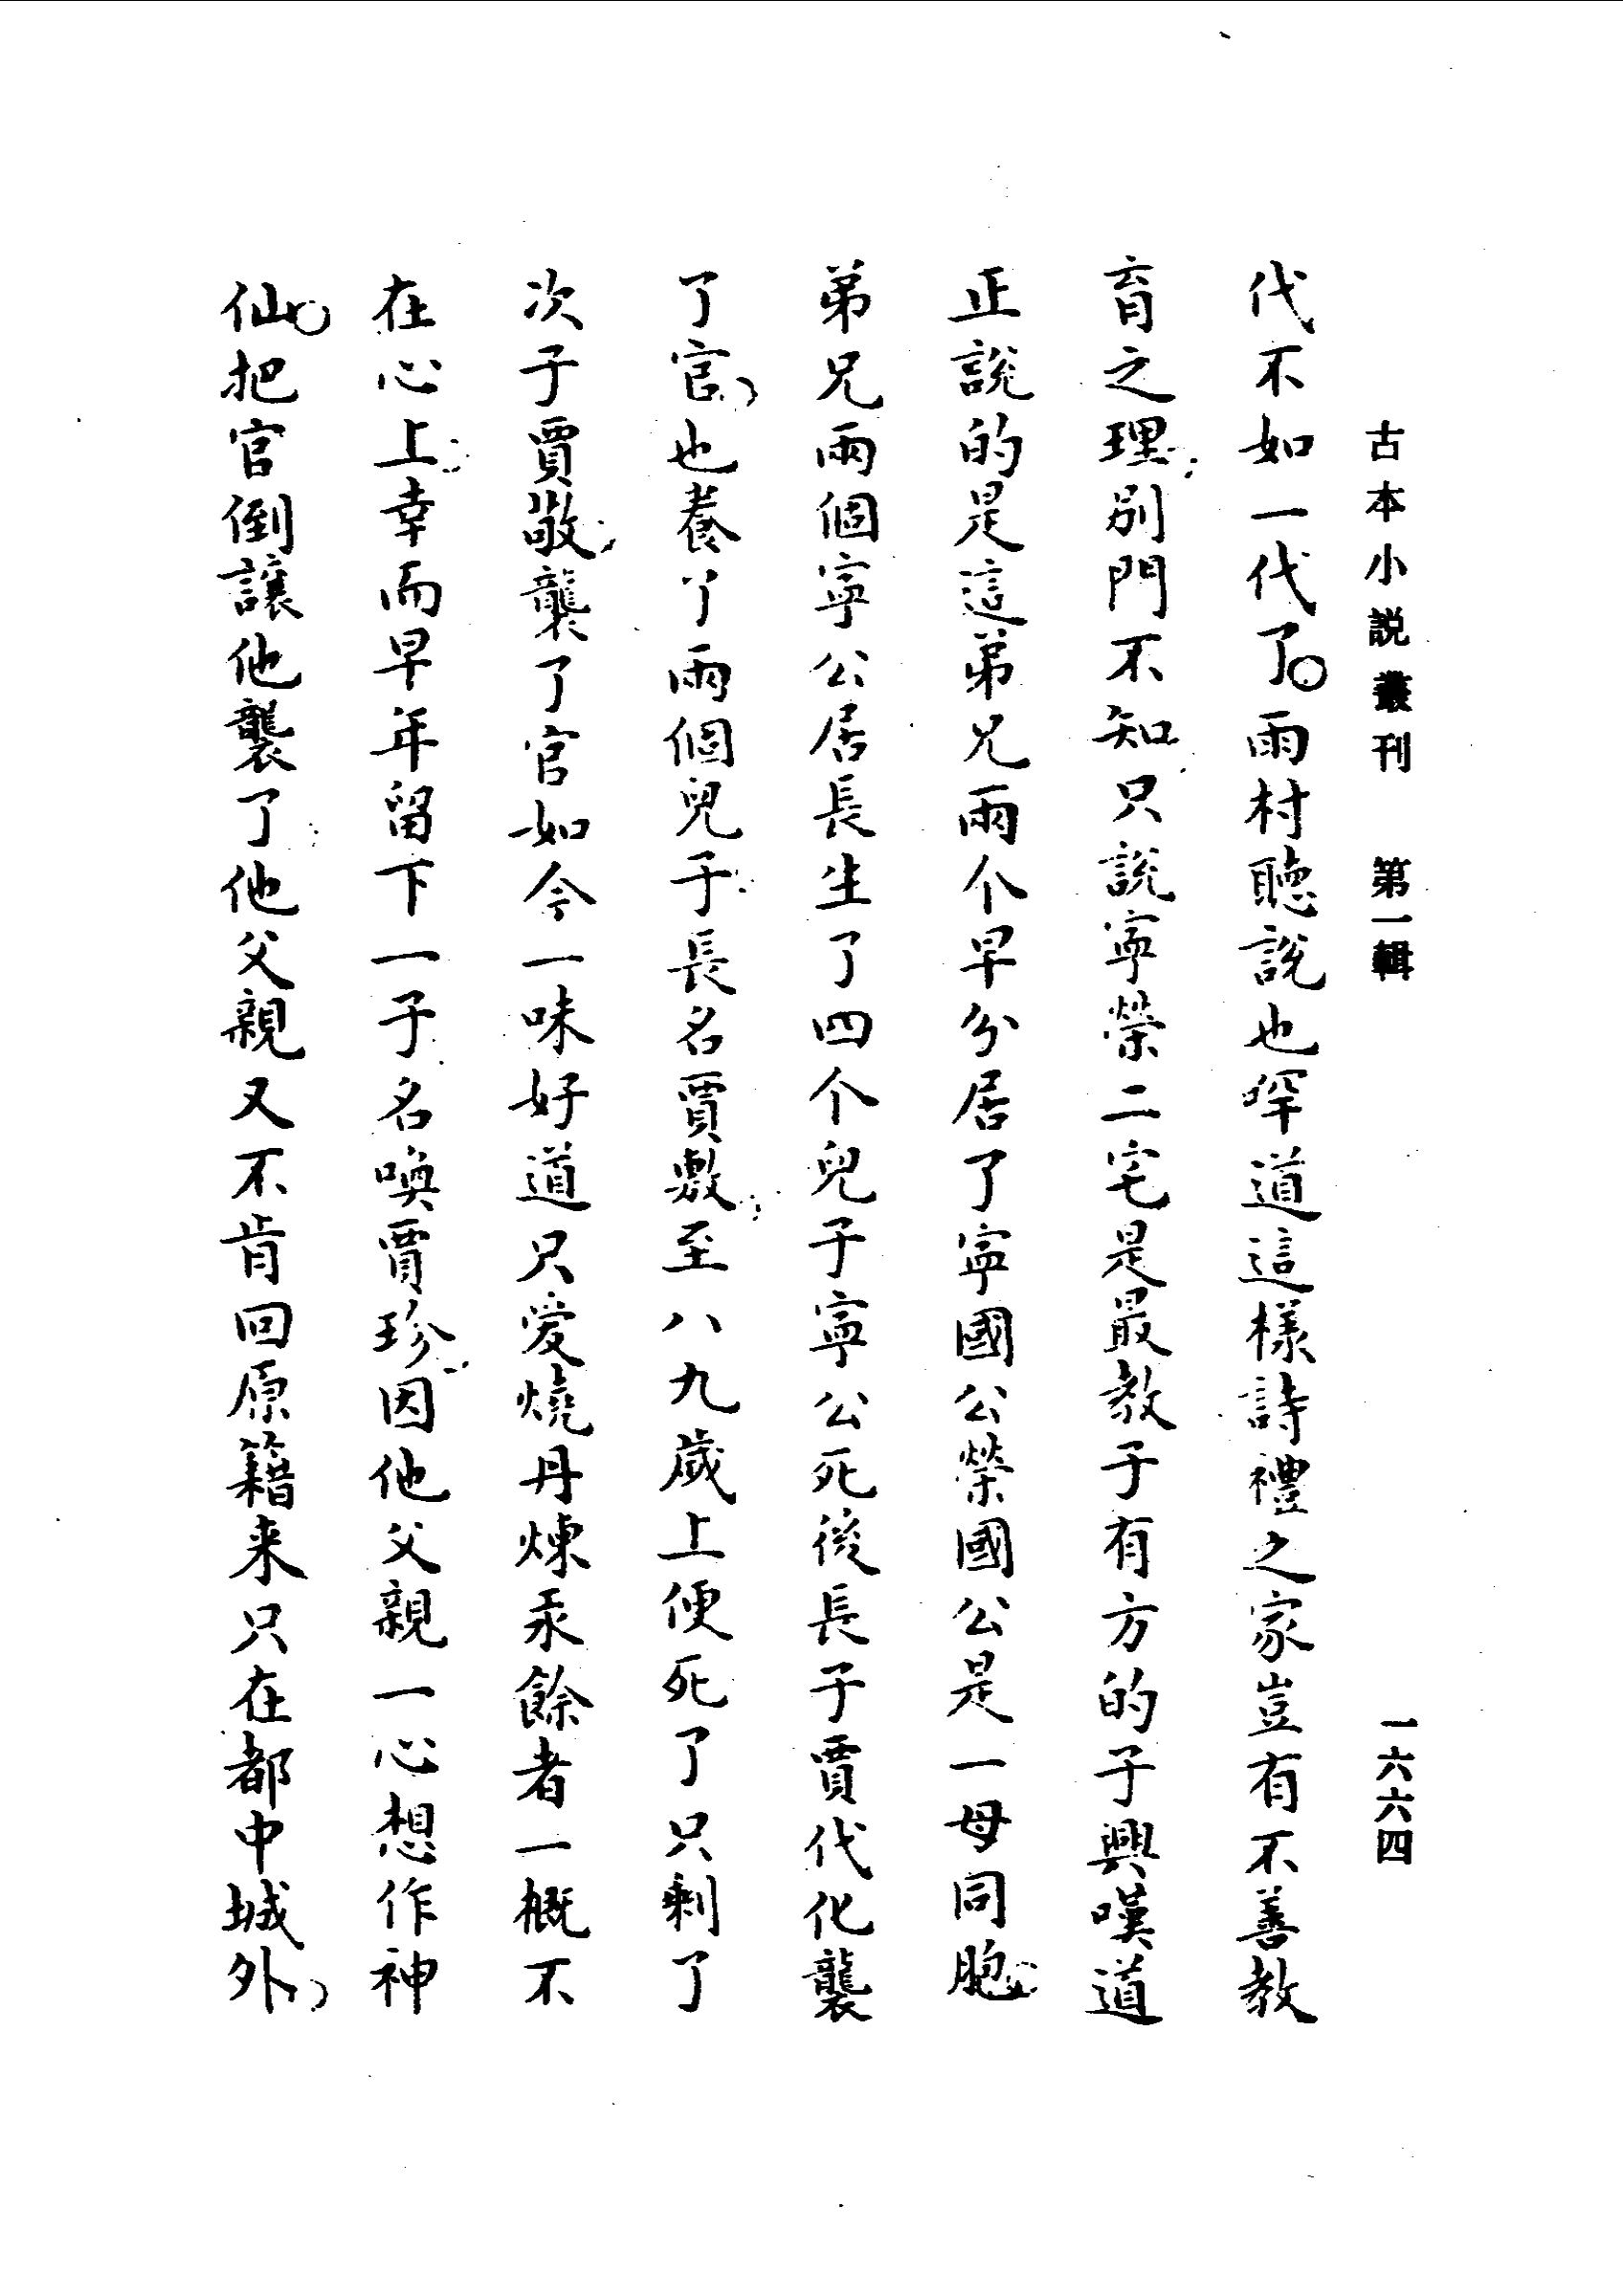 古本小説叢刊 第一輯 一六六四
代不如一代了。雨村聽說也哶道這樣詩禮之家豈有不善教
育之理別門不知只說寧榮二宅是最教于有方的子興嘆道
正說的是這弟兄兩个早分居了寧國公榮國公是一母同胞
弟兄兩個寧公居長生了四个兒子寧公死後長子賈代化襲
了官也養了兩個兒子長名賈敷至八九歲上便死了只剩了
次子賈敬襲了官如今一味好道只爱燒丹煉汞餘者一概不
在心上幸而早年留下一子名喚賈珍因他父親一心想作神
仙。把官倒讓他襲了他父親又不肯回原籍来只在都中城外